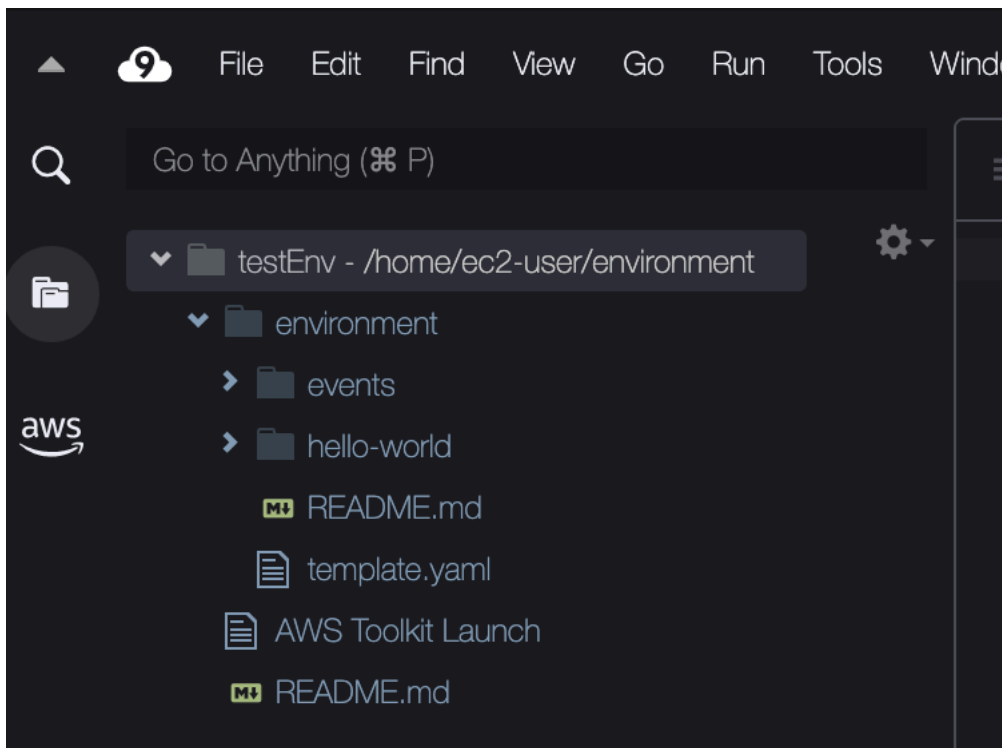 9 File Edit Find View Go Run Tools
Go to Anything (⌘ P)
testEnv - /home/ec2-user/environment
environment
events
aws
hello-world
M↓ README.md
template.yaml
AWS Toolkit Launch
M↓ README.md